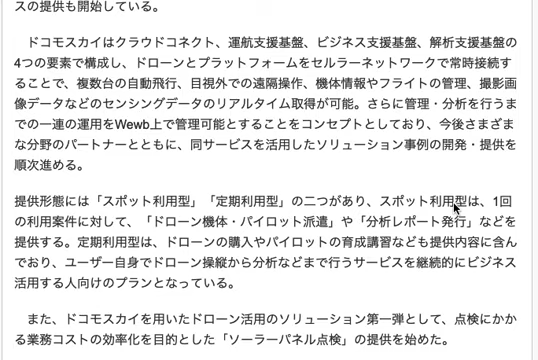 スの提供も開始している。
　ドコモスカイはクラウドコネクト、運航支援基盤、ビジネス支援基盤、解析支援基盤の
4つの要素で構成し、ドローンとプラットフォームをセルラーネットワークで常時接続す
ることで、複数台の自動飛行、目視外での遠隔操作、機体情報やフライトの管理、撮影画
像データなどのセンシングデータのリアルタイム取得が可能。さらに管理・分析を行うま
での一連の運用をWewb上で管理可能とすることをコンセプトとしており、今後さまざま
な分野のパートナーとともに、同サービスを活用したソリューション事例の開発・提供を
順次進める。
提供形態には「スポット利用型」「定期利用型」の二つがあり、スポット利用型は、1回
の利用案件に対して、「ドローン機体・パイロット派遣」や「分析レポート発行」などを
提供する。定期利用型は、ドローンの購入やパイロットの育成講習なども提供内容に含ん
でおり、ユーザー自身でドローン操縦から分析などまで行うサービスを継続的にビジネス
活用する人向けのプランとなっている。
　また、ドコモスカイを用いたドローン活用のソリューション第一弾として、点検にかか
る業務コストの効率化を目的とした「ソーラーパネル点検」の提供を始めた。